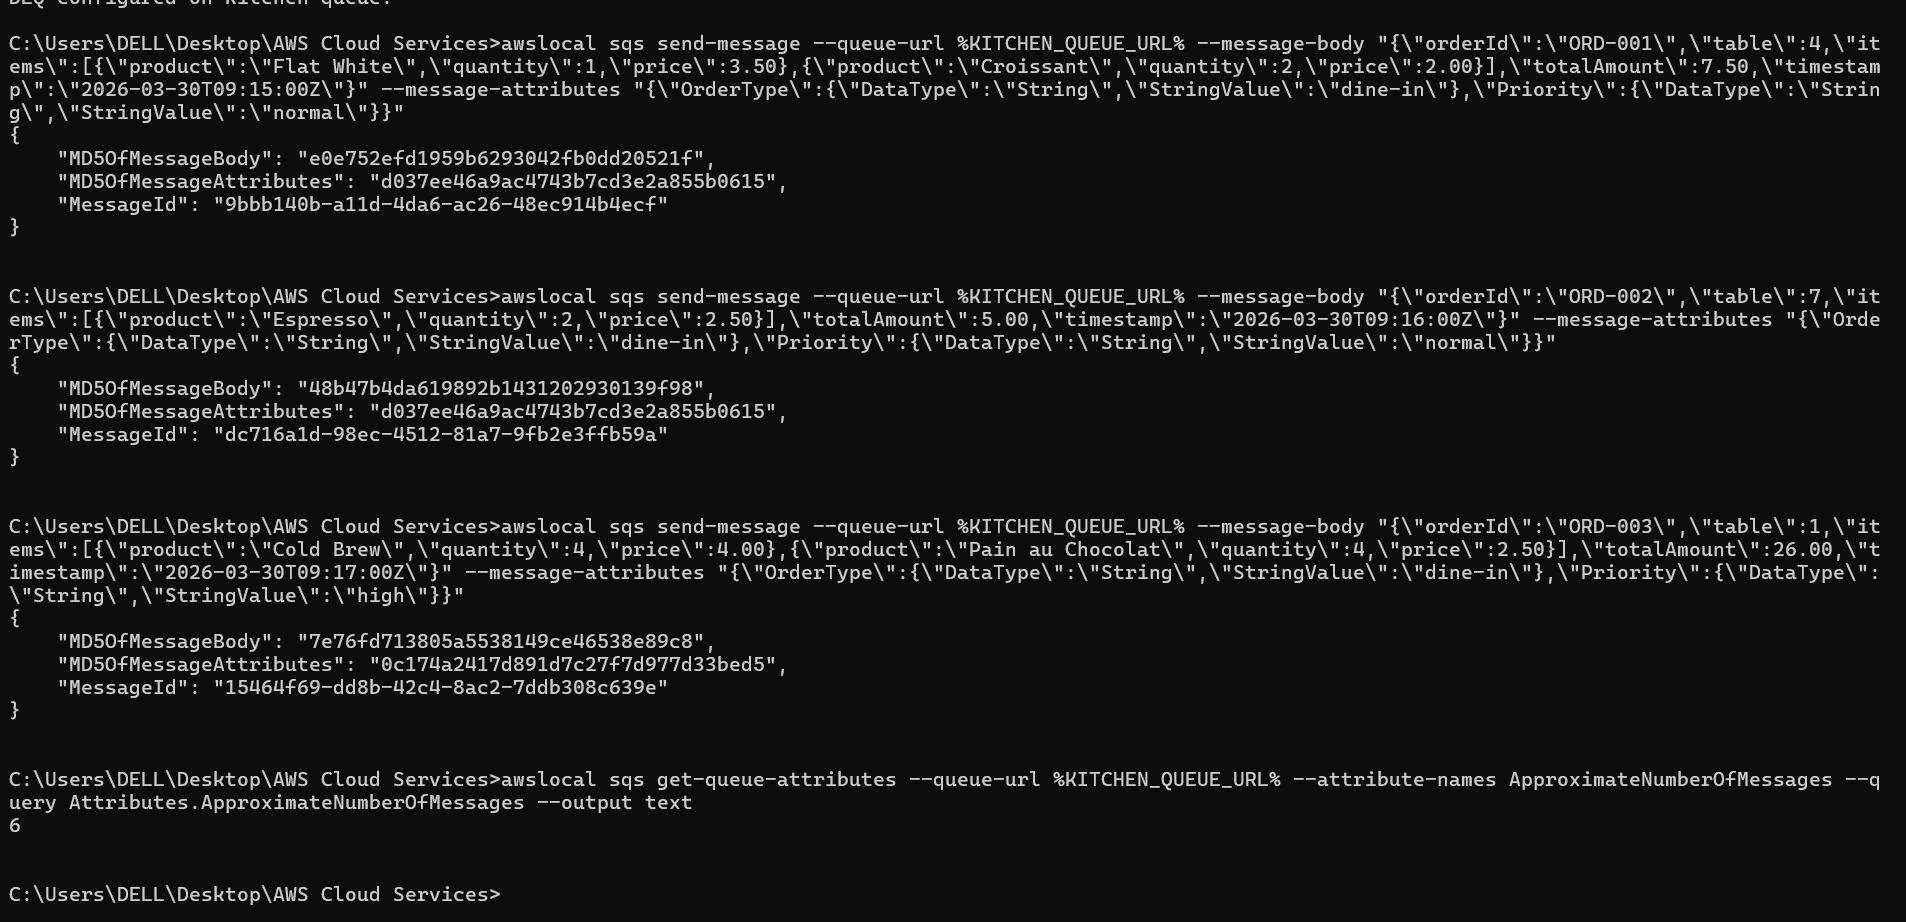 DLQ configured on kitchen queue.
C:\Users\DELL\Desktop\AWS Cloud Services>awslocal sqs send-message --queue-url %KITCHEN_QUEUE_URL% --message-body "{\"orderId\":\"ORD-001\",\"table\":4,\"it
ems\":[{\"product\":\"Flat White\",\"quantity\":1,\"price\":3.50},{\"product\":\"Croissant\",\"quantity\":2,\"price\":2.00}],\"totalAmount\":7.50,\"timestam
p\":\"2026-03-30T09:15:00Z\"}" --message-attributes "{\"OrderType\":{\"DataType\":\"String\",\"StringValue\":\"dine-in\"},\"Priority\":{\"DataType\":\"Strin
g\",\"StringValue\":\"normal\"}}"
{
    "MD5OfMessageBody": "e0e752efd1959b6293042fb0dd20521f",
    "MD5OfMessageAttributes": "d037ee46a9ac4743b7cd3e2a855b0615",
    "MessageId": "9bbb140b-a11d-4da6-ac26-48ec914b4ecf"
}
C:\Users\DELL\Desktop\AWS Cloud Services>awslocal sqs send-message --queue-url %KITCHEN_QUEUE_URL% --message-body "{\"orderId\":\"ORD-002\",\"table\":7,\"it
ems\":[{\"product\":\"Espresso\",\"quantity\":2,\"price\":2.50}],\"totalAmount\":5.00,\"timestamp\":\"2026-03-30T09:16:00Z\"}" --message-attributes "{\"Orde
rType\":{\"DataType\":\"String\",\"StringValue\":\"dine-in\"},\"Priority\":{\"DataType\":\"String\",\"StringValue\":\"normal\"}}"
{
    "MD5OfMessageBody": "48b47b4da619892b1431202930139f98",
    "MD5OfMessageAttributes": "d037ee46a9ac4743b7cd3e2a855b0615",
    "MessageId": "dc716a1d-98ec-4512-81a7-9fb2e3ffb59a"
}
C:\Users\DELL\Desktop\AWS Cloud Services>awslocal sqs send-message --queue-url %KITCHEN_QUEUE_URL% --message-body "{\"orderId\":\"ORD-003\",\"table\":1,\"it
ems\":[{\"product\":\"Cold Brew\",\"quantity\":4,\"price\":4.00},{\"product\":\"Pain au Chocolat\",\"quantity\":4,\"price\":2.50}],\"totalAmount\":26.00,\"t
imestamp\":\"2026-03-30T09:17:00Z\"}" --message-attributes "{\"OrderType\":{\"DataType\":\"String\",\"StringValue\":\"dine-in\"},\"Priority\":{\"DataType\":
\"String\",\"StringValue\":\"high\"}}"
{
    "MD5OfMessageBody": "7e76fd713805a5538149ce46538e89c8",
    "MD5OfMessageAttributes": "0c174a2417d891d7c27f7d977d33bed5",
    "MessageId": "15464f69-dd8b-42c4-8ac2-7ddb308c639e"
}
C:\Users\DELL\Desktop\AWS Cloud Services>awslocal sqs get-queue-attributes --queue-url %KITCHEN_QUEUE_URL% --attribute-names ApproximateNumberOfMessages --q
uery Attributes.ApproximateNumberOfMessages --output text
6
C:\Users\DELL\Desktop\AWS Cloud Services>